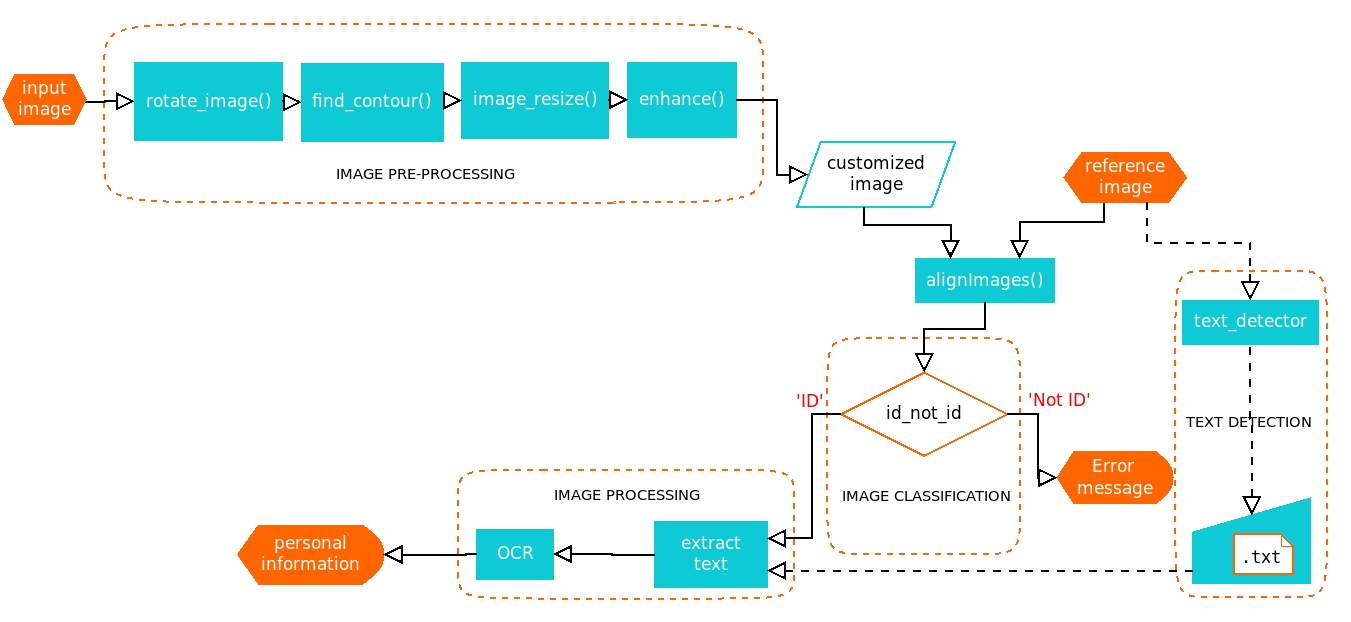 input
image
rotate_image()
find_contour()
image_resize()
enhance()
IMAGE PRE-PROCESSING
customized
image
reference
image
alignImages()
text_detector
'ID'
id_not_id
'Not ID'
TEXT DETECTION
Error
message
IMAGE CLASSIFICATION
IMAGE PROCESSING
personal
information
OCR
extract
text
.txt